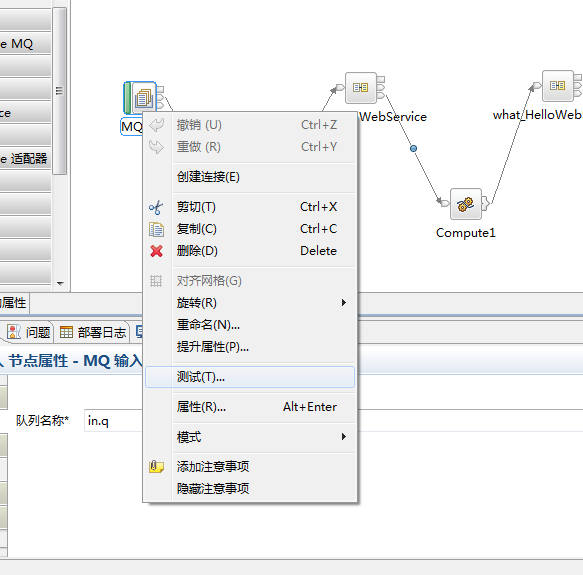 e MQ
ce
e 适配器
MQ
WebService
what_HelloWeb
Compute1
撤销 (U) Ctrl+Z
重做 (R) Ctrl+Y
创建连接(E)
剪切(T) Ctrl+X
复制(C) Ctrl+C
删除(D) Delete
对齐网格(G)
旋转(R)
重命名(N)...
提升属性(P)...
测试(T)...
属性(R)... Alt+Enter
模式
添加注意事项
隐藏注意事项
属性
问题 部署日志
节点属性 - MQ 输入
队列名称* in.q